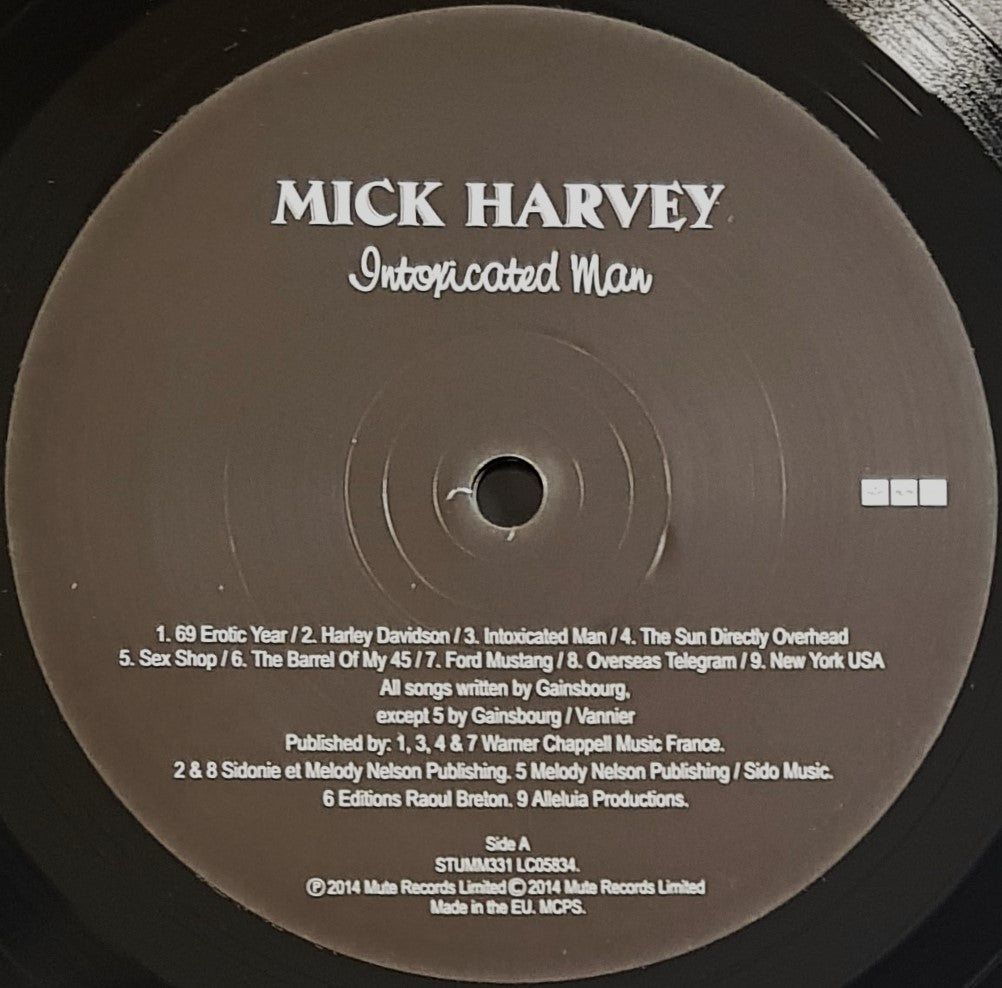 MICK HARVEY
Intoxicated Man
1. 69 Erotic Year / 2. Harley Davidson / 3. Intoxicated Man / 4. The Sun Directly Overhead
5. Sex Shop / 6. The Barrel Of My 45 / 7. Ford Mustang / 8. Overseas Telegram / 9. New York USA
All songs written by Gainsbourg,
except 5 by Gainsbourg / Vannier
Published by: 1, 3, 4 & 7 Warner Chappell Music France.
2 & 8 Sidonie et Melody Nelson Publishing. 5 Melody Nelson Publishing / Sido Music.
6 Editions Raoul Breton. 9 Alleluia Productions.
Side A
STUMM331 LC05834.
Ⓟ 2014 Mute Records Limited © 2014 Mute Records Limited
Made in the EU. MCPS.